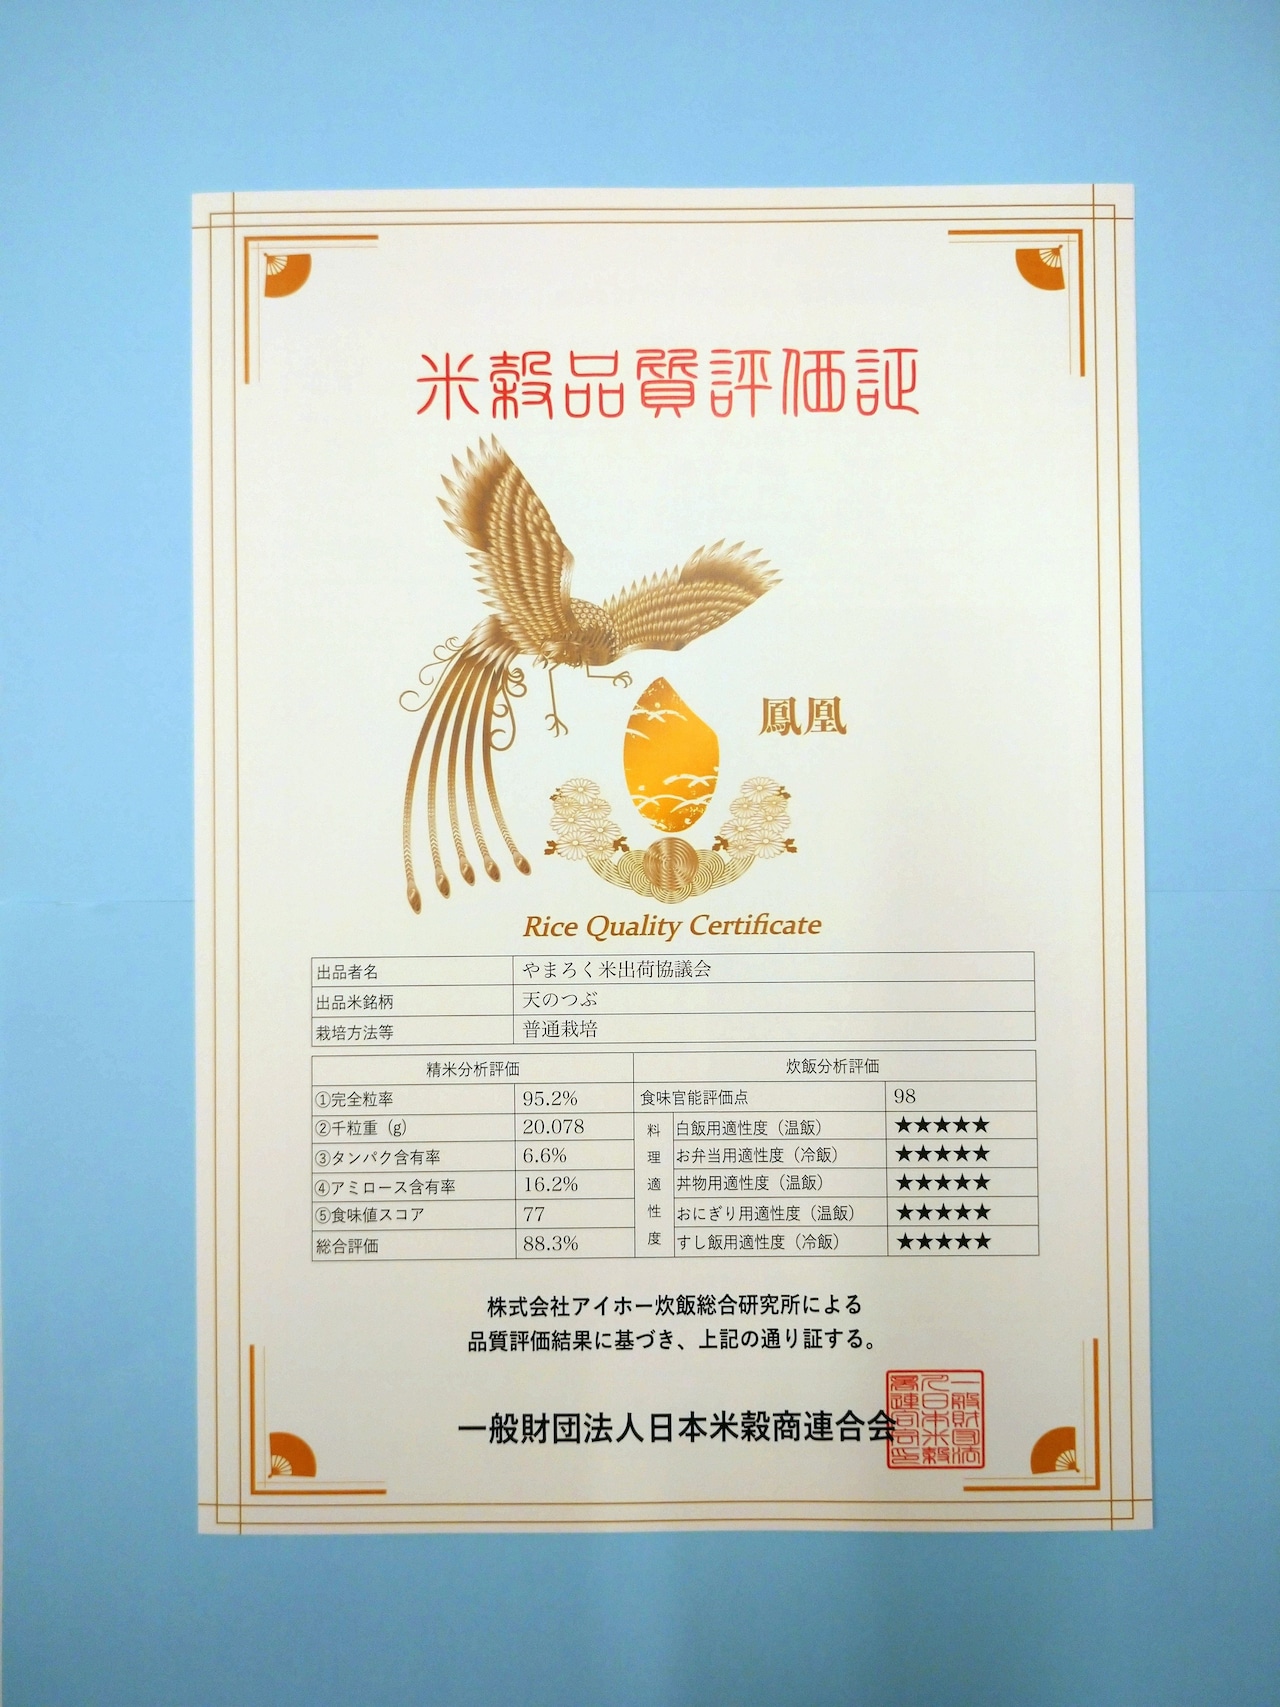 米穀品質評価証
鳳凰
Rice Quality Certificate
出品者名 やまろく米出荷協議会
出品米銘柄 天のつぶ
栽培方法等 普通栽培
精米分析評価 炊飯分析評価
①完全粒率 95.2% 食味官能評価点 98
②千粒重（g） 20.078 料 白飯用適性度（温飯） ★★★★★
③タンパク含有率 6.6% 理 お弁当用適性度（冷飯） ★★★★★
④アミロース含有率 16.2% 適 丼物用適性度（温飯） ★★★★★
⑤食味値スコア 77 性 おにぎり用適性度（温飯） ★★★★★
総合評価 88.3% 度 すし飯用適性度（冷飯） ★★★★★
株式会社アイホー炊飯総合研究所による
品質評価結果に基づき、上記の通り証する。
一般財団法人日本米穀商連合会